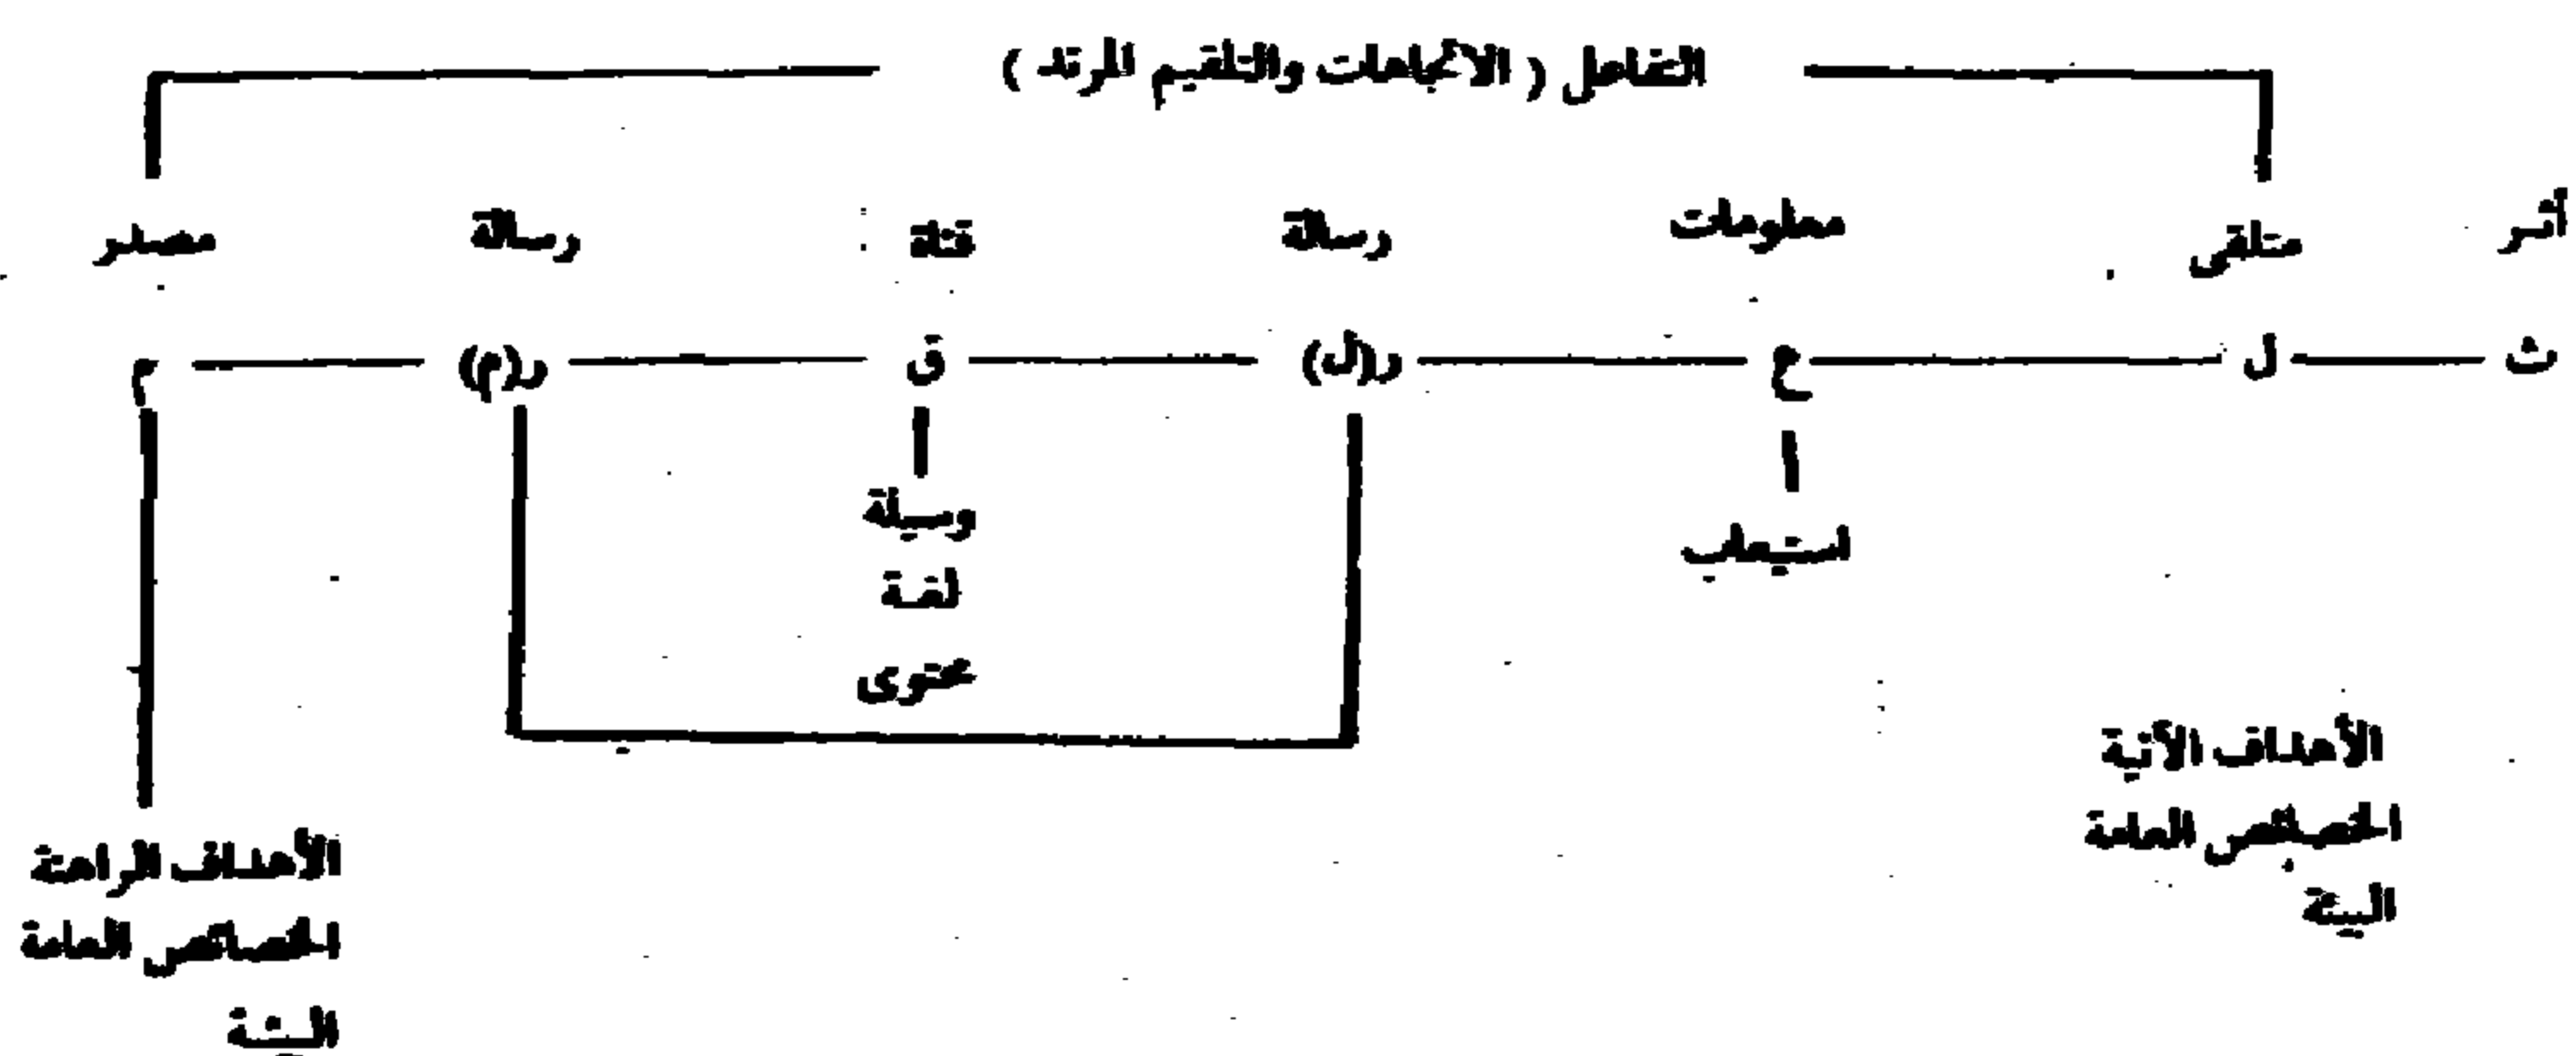 التفاعل ( الاتجاهات والتلقيم المرتد )
أثر متلقى معلومات رسالة قناة رسالة مصدر
ث ل ع ر(ل) ق ر(م) م
وسيلة
لغة
محتوى
استيعاب
الأهداف الآنية
الخصائص العامة
البيئة
الأهداف الراهنة
الخصائص العامة
البيئة